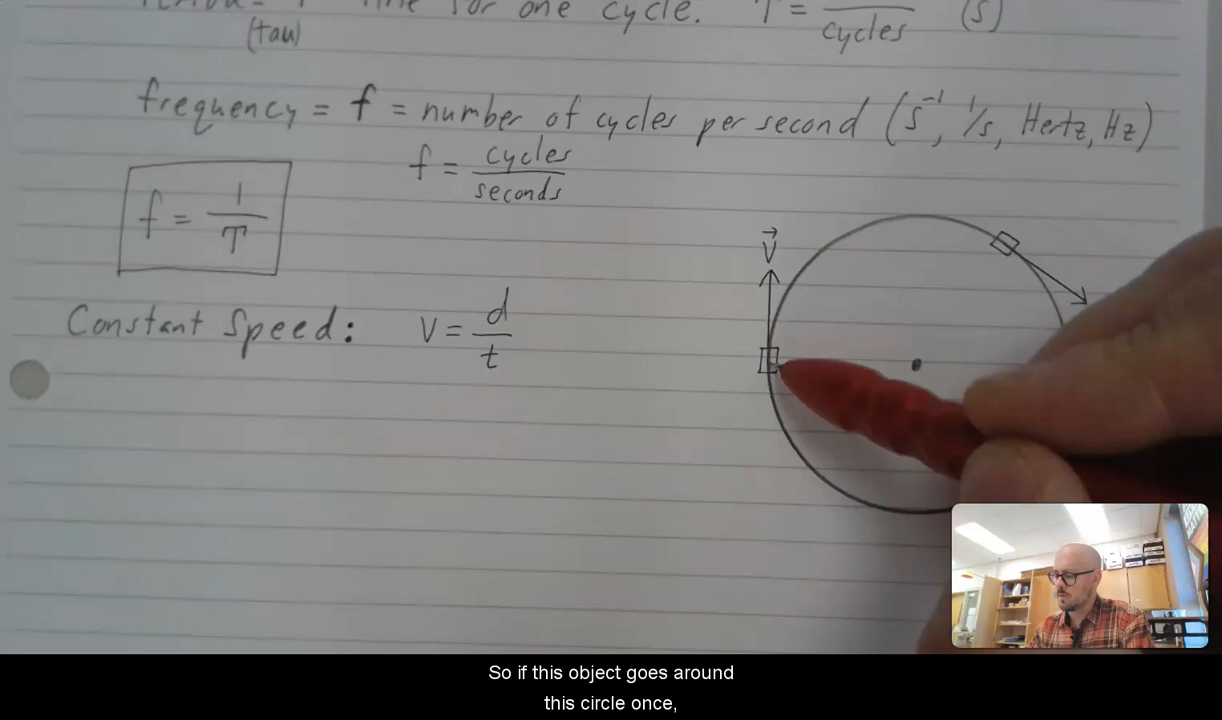 for one cycle. T = cycles (s)
(tau)
frequency = f = number of cycles per second (s⁻¹, 1/s, Hertz, Hz)
f = cycles / seconds
f = 1 / T
V⃗
Constant Speed: V = d / t
So if this object goes around
this circle once,